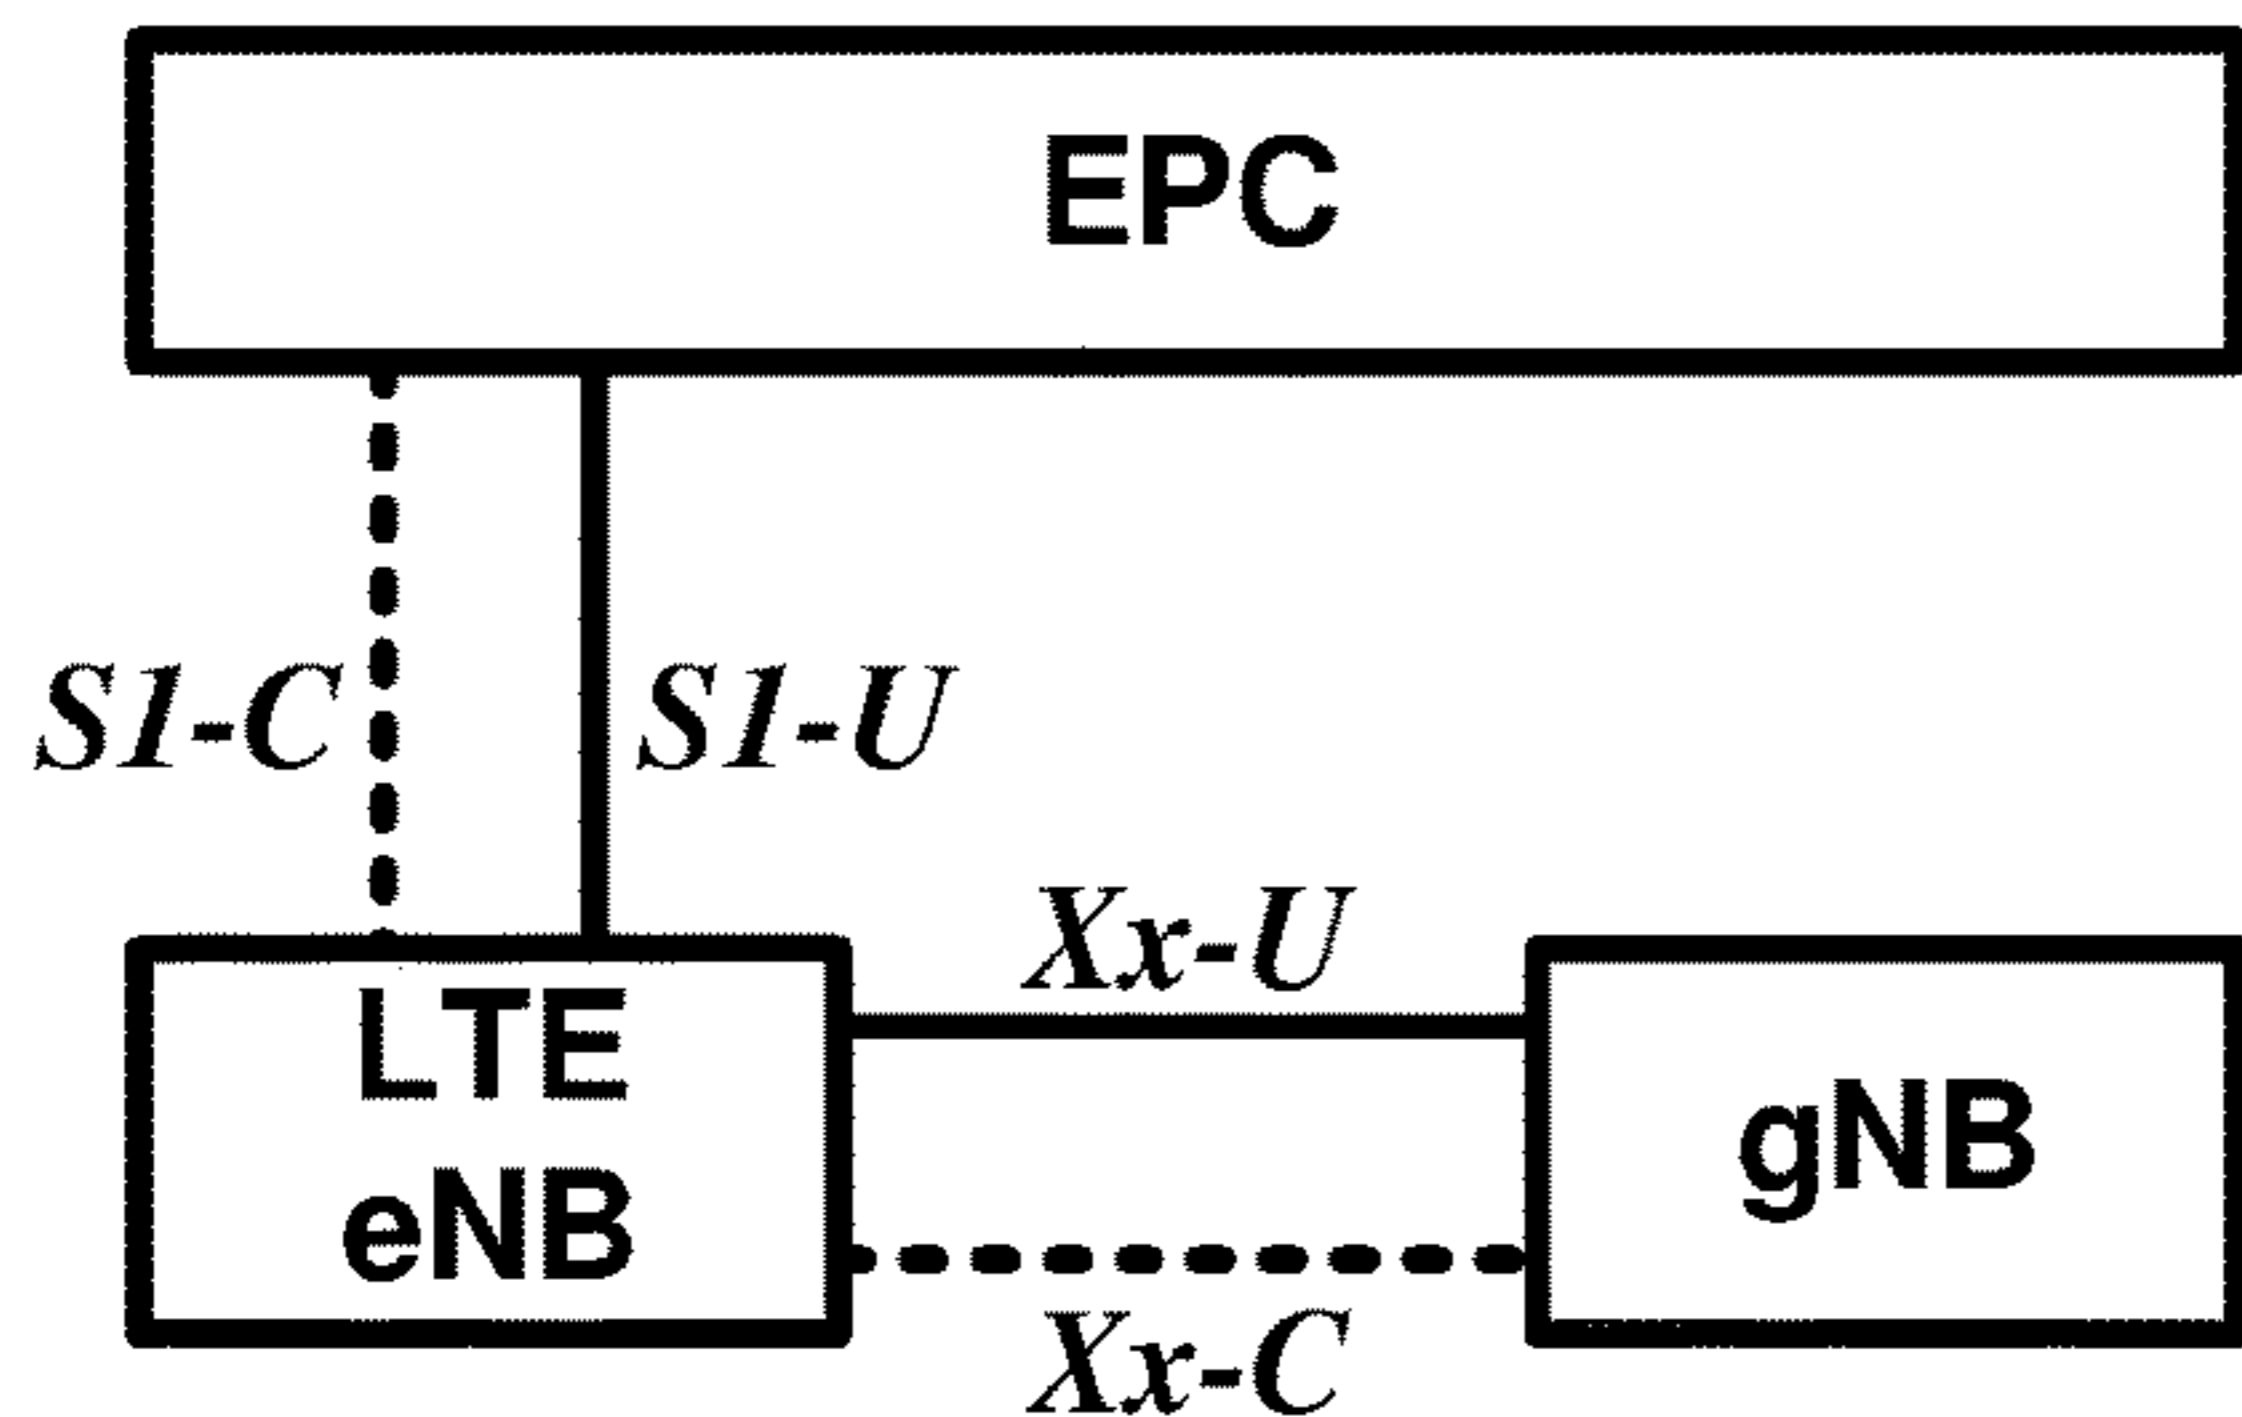 EPC
S1-C
S1-U
Xx-U
LTE
eNB
gNB
Xx-C